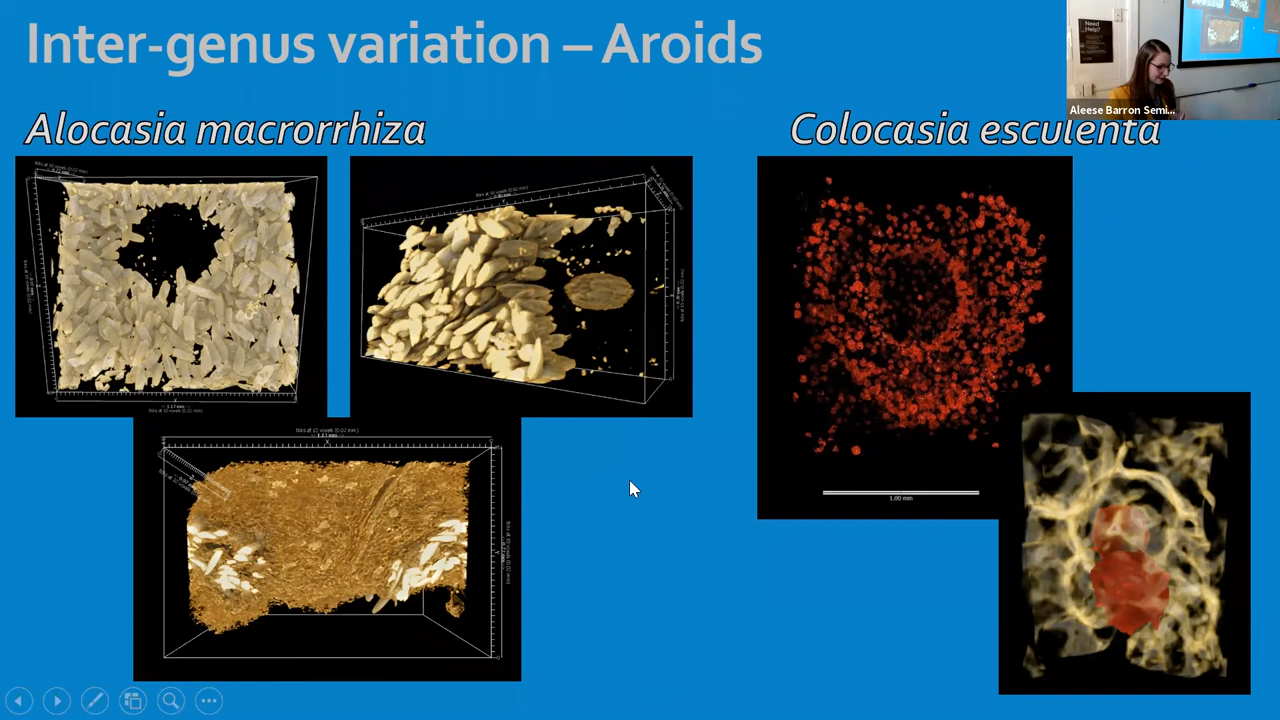 Inter-genus variation – Aroids
Need
Help?
Aleese Barron Semi...
Alocasia macrorrhiza
Colocasia esculenta
1.00 mm